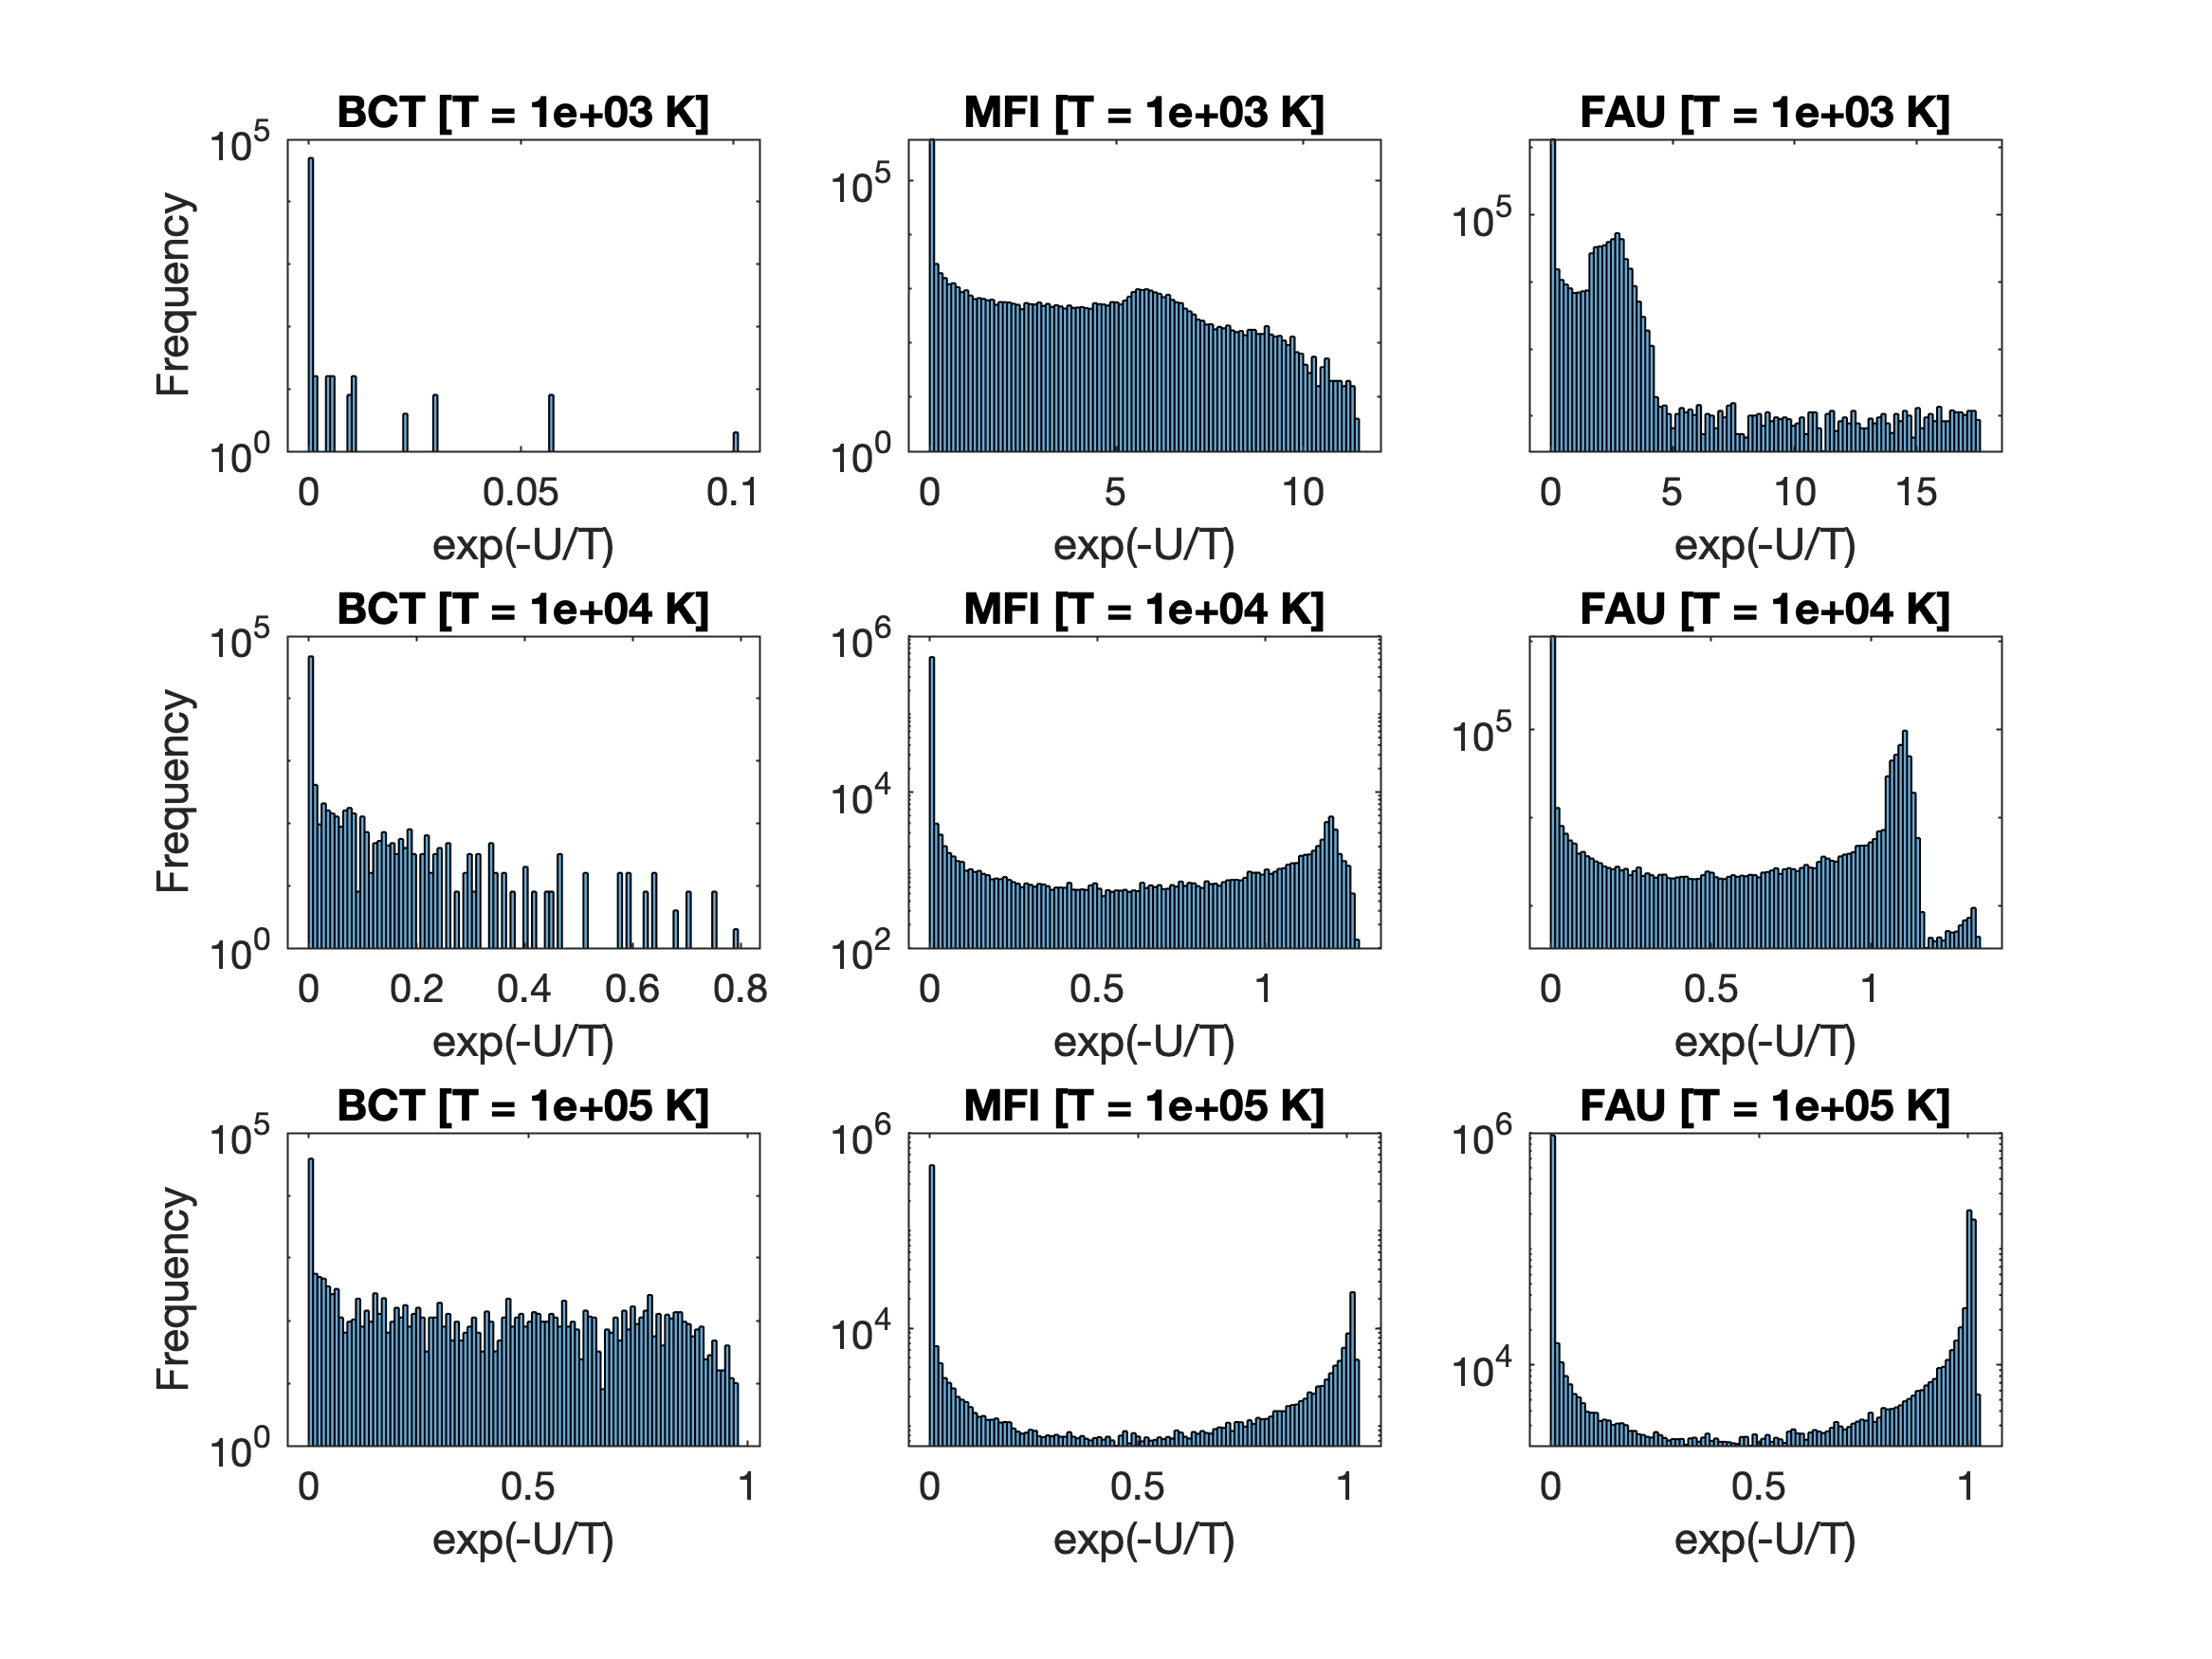 BCT [T = 1e+03 K] MFI [T = 1e+03 K] FAU [T = 1e+03 K]
10^5 10^5 10^5
Frequency
10^0 10^0
0 0.05 0.1 0 5 10 0 5 10 15
exp(-U/T) exp(-U/T) exp(-U/T)
BCT [T = 1e+04 K] MFI [T = 1e+04 K] FAU [T = 1e+04 K]
10^5 10^6 10^5
Frequency
10^4
10^0 10^2
0 0.2 0.4 0.6 0.8 0 0.5 1 0 0.5 1
exp(-U/T) exp(-U/T) exp(-U/T)
BCT [T = 1e+05 K] MFI [T = 1e+05 K] FAU [T = 1e+05 K]
10^5 10^6 10^6
Frequency
10^4 10^4
10^0
0 0.5 1 0 0.5 1 0 0.5 1
exp(-U/T) exp(-U/T) exp(-U/T)